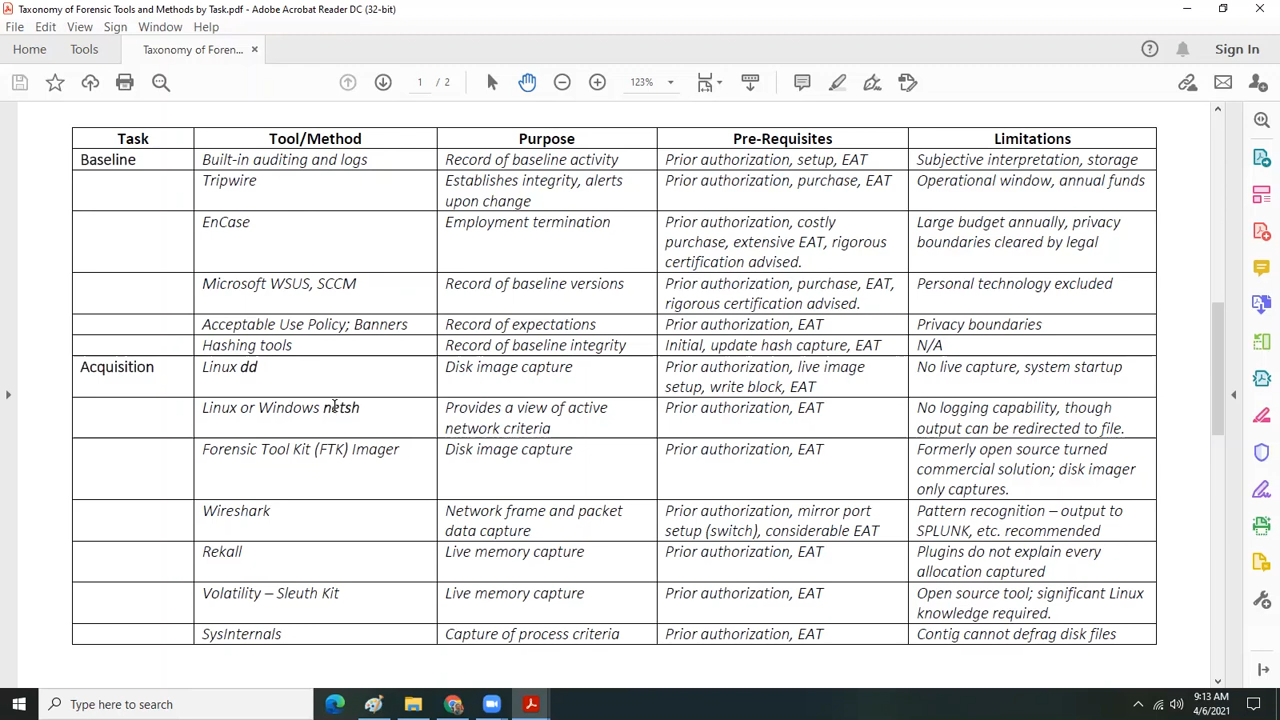 Taxonomy of Forensic Tools and Methods by Task.pdf - Adobe Acrobat Reader DC (32-bit)
File Edit View Sign Window Help
Home Tools Taxonomy of Foren... × Sign In
1 / 2 123%
Task Tool/Method Purpose Pre-Requisites Limitations
Baseline Built-in auditing and logs Record of baseline activity Prior authorization, setup, EAT Subjective interpretation, storage
Tripwire Establishes integrity, alerts Prior authorization, purchase, EAT Operational window, annual funds
upon change
EnCase Employment termination Prior authorization, costly Large budget annually, privacy
purchase, extensive EAT, rigorous boundaries cleared by legal
certification advised.
Microsoft WSUS, SCCM Record of baseline versions Prior authorization, purchase, EAT, Personal technology excluded
rigorous certification advised.
Acceptable Use Policy; Banners Record of expectations Prior authorization, EAT Privacy boundaries
Hashing tools Record of baseline integrity Initial, update hash capture, EAT N/A
Acquisition Linux dd Disk image capture Prior authorization, live image No live capture, system startup
setup, write block, EAT
Linux or Windows netsh Provides a view of active Prior authorization, EAT No logging capability, though
network criteria output can be redirected to file.
Forensic Tool Kit (FTK) Imager Disk image capture Prior authorization, EAT Formerly open source turned
commercial solution; disk imager
only captures.
Wireshark Network frame and packet Prior authorization, mirror port Pattern recognition – output to
data capture setup (switch), considerable EAT SPLUNK, etc. recommended
Rekall Live memory capture Prior authorization, EAT Plugins do not explain every
allocation captured
Volatility – Sleuth Kit Live memory capture Prior authorization, EAT Open source tool; significant Linux
knowledge required.
SysInternals Capture of process criteria Prior authorization, EAT Contig cannot defrag disk files
Type here to search 9:13 AM
4/6/2021